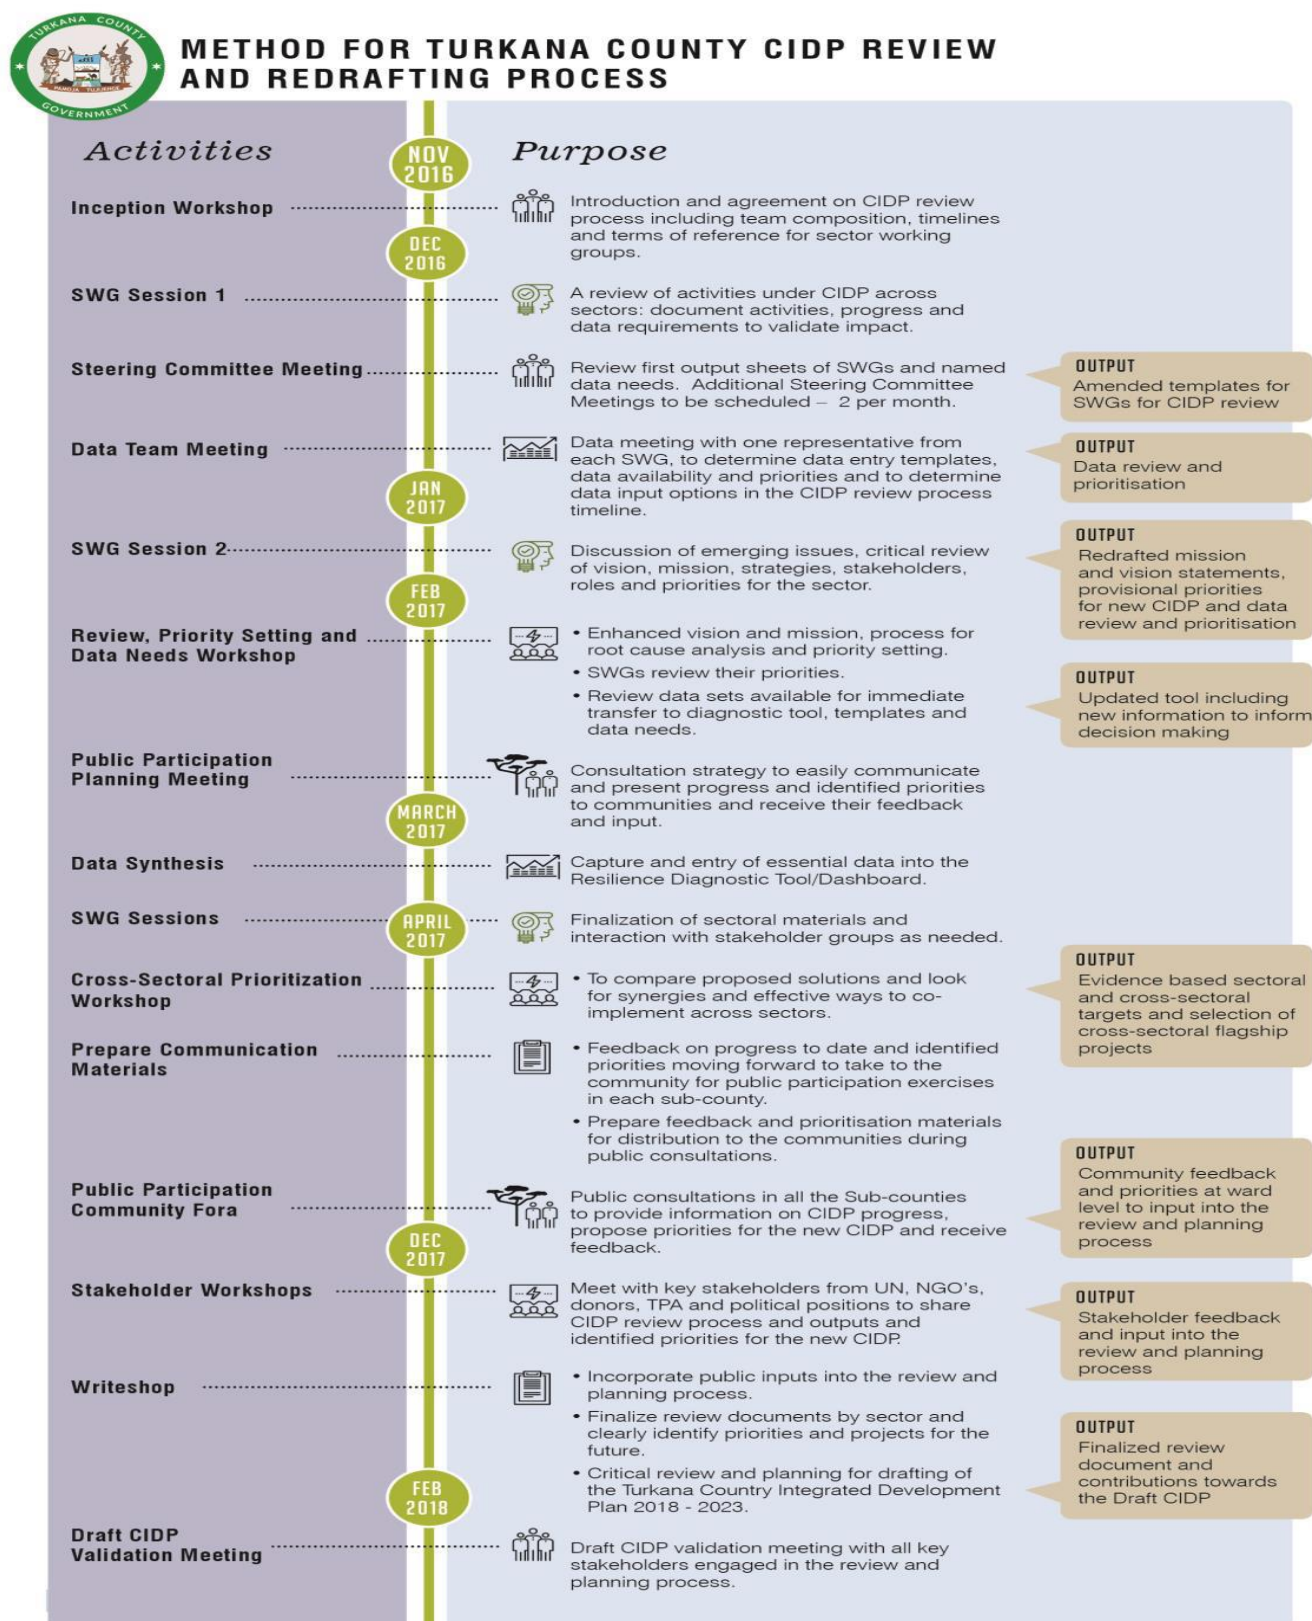 TURKANA COUNTY
GOVERNMENT
METHOD FOR TURKANA COUNTY CIDP REVIEW
AND REDRAFTING PROCESS
Activities
NOV
2016
Purpose
Inception Workshop
Introduction and agreement on CIDP review
process including team composition, timelines
and terms of reference for sector working
groups.
DEC
2016
SWG Session 1
A review of activities under CIDP across
sectors: document activities, progress and
data requirements to validate impact.
Steering Committee Meeting
Review first output sheets of SWGs and named
data needs. Additional Steering Committee
Meetings to be scheduled – 2 per month.
OUTPUT
Amended templates for
SWGs for CIDP review
Data Team Meeting
Data meeting with one representative from
each SWG, to determine data entry templates,
data availability and priorities and to determine
data input options in the CIDP review process
timeline.
OUTPUT
Data review and
prioritisation
JAN
2017
SWG Session 2
Discussion of emerging issues, critical review
of vision, mission, strategies, stakeholders,
roles and priorities for the sector.
OUTPUT
Redrafted mission
and vision statements,
provisional priorities
for new CIDP and data
review and prioritisation
FEB
2017
Review, Priority Setting and
Data Needs Workshop
• Enhanced vision and mission, process for
root cause analysis and priority setting.
• SWGs review their priorities.
• Review data sets available for immediate
transfer to diagnostic tool, templates and
data needs.
OUTPUT
Updated tool including
new information to inform
decision making
Public Participation
Planning Meeting
Consultation strategy to easily communicate
and present progress and identified priorities
to communities and receive their feedback
and input.
MARCH
2017
Data Synthesis
Capture and entry of essential data into the
Resilience Diagnostic Tool/Dashboard.
SWG Sessions
APRIL
2017
Finalization of sectoral materials and
interaction with stakeholder groups as needed.
Cross-Sectoral Prioritization
Workshop
• To compare proposed solutions and look
for synergies and effective ways to co-
implement across sectors.
OUTPUT
Evidence based sectoral
and cross-sectoral
targets and selection of
cross-sectoral flagship
projects
Prepare Communication
Materials
• Feedback on progress to date and identified
priorities moving forward to take to the
community for public participation exercises
in each sub-county.
• Prepare feedback and prioritisation materials
for distribution to the communities during
public consultations.
Public Participation
Community Fora
Public consultations in all the Sub-counties
to provide information on CIDP progress,
propose priorities for the new CIDP and receive
feedback.
OUTPUT
Community feedback
and priorities at ward
level to input into the
review and planning
process
DEC
2017
Stakeholder Workshops
Meet with key stakeholders from UN, NGO's,
donors, TPA and political positions to share
CIDP review process and outputs and
identified priorities for the new CIDP.
OUTPUT
Stakeholder feedback
and input into the
review and planning
process
Writeshop
• Incorporate public inputs into the review and
planning process.
• Finalize review documents by sector and
clearly identify priorities and projects for the
future.
• Critical review and planning for drafting of
the Turkana Country Integrated Development
Plan 2018 - 2023.
OUTPUT
Finalized review
document and
contributions towards
the Draft CIDP
FEB
2018
Draft CIDP
Validation Meeting
Draft CIDP validation meeting with all key
stakeholders engaged in the review and
planning process.